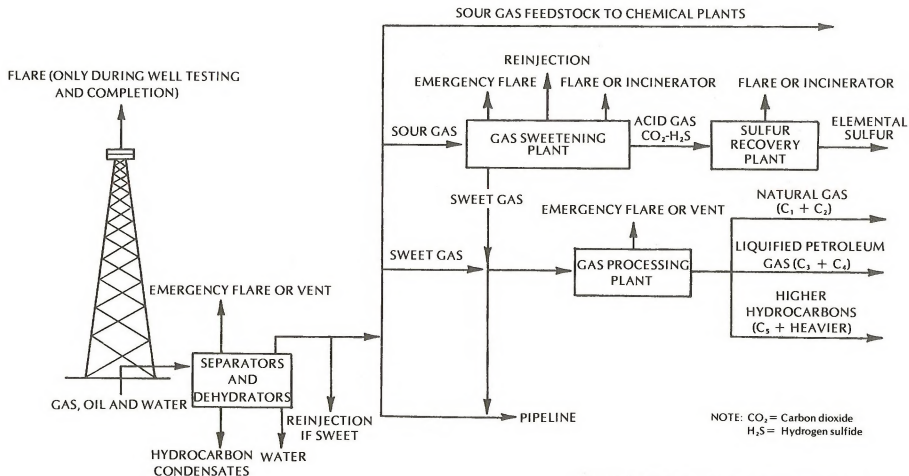 SOUR GAS FEEDSTOCK TO CHEMICAL PLANTS
FLARE (ONLY DURING WELL TESTING
AND COMPLETION)
REINJECTION
EMERGENCY FLARE
FLARE OR INCINERATOR
FLARE OR INCINERATOR
SOUR GAS
GAS SWEETENING
PLANT
ACID GAS
CO₂-H₂S
SULFUR
RECOVERY
PLANT
ELEMENTAL
SULFUR
SWEET GAS
EMERGENCY FLARE OR VENT
NATURAL GAS
(C₁ + C₂)
SWEET GAS
GAS PROCESSING
PLANT
LIQUIFIED PETROLEUM
GAS (C₃ + C₄)
HIGHER
HYDROCARBONS
(C₅ + HEAVIER)
EMERGENCY FLARE OR VENT
SEPARATORS
AND
DEHYDRATORS
GAS, OIL AND WATER
REINJECTION
IF SWEET
PIPELINE
HYDROCARBON
CONDENSATES
WATER
NOTE: CO₂ = Carbon dioxide
H₂S = Hydrogen sulfide